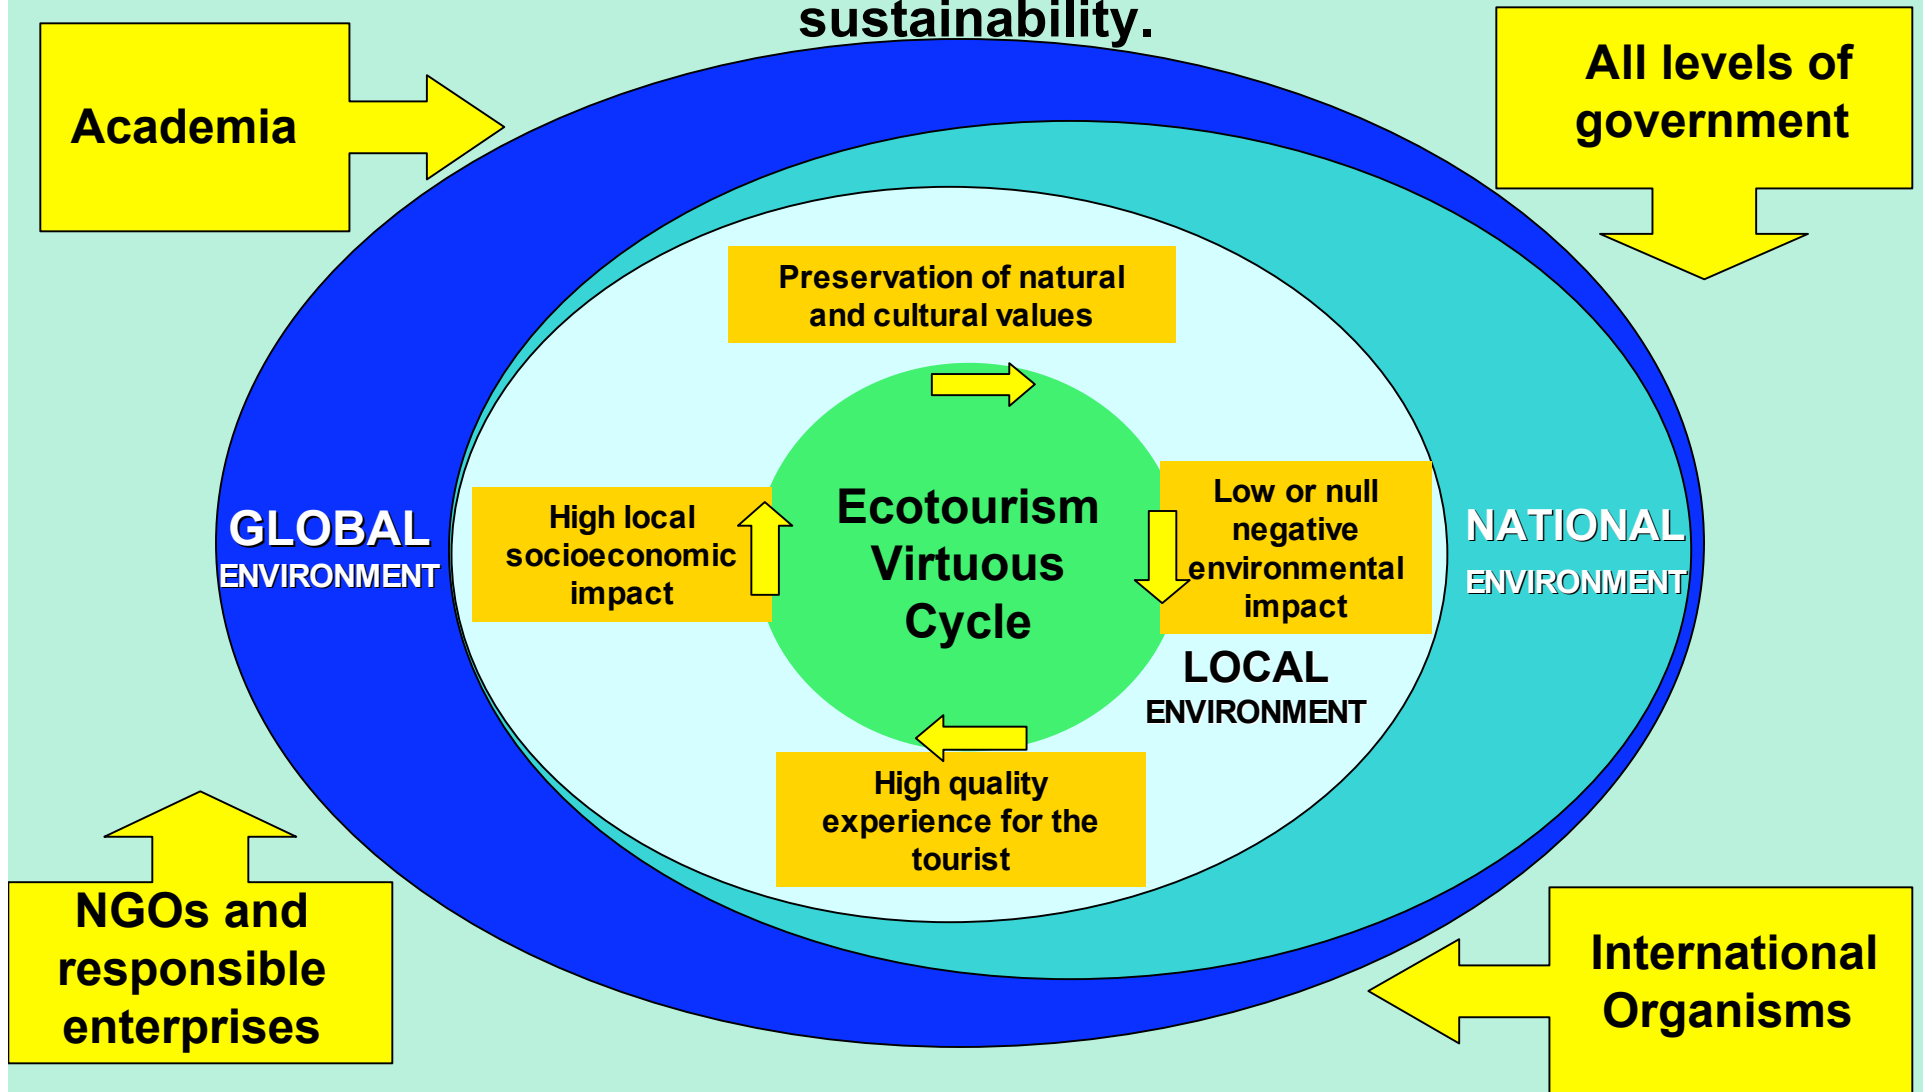 sustainability.
Academia
All levels of
government
Preservation of natural
and cultural values
GLOBAL
ENVIRONMENT
High local
socioeconomic
impact
Ecotourism
Virtuous
Cycle
Low or null
negative
environmental
impact
NATIONAL
ENVIRONMENT
LOCAL
ENVIRONMENT
High quality
experience for the
tourist
NGOs and
responsible
enterprises
International
Organisms